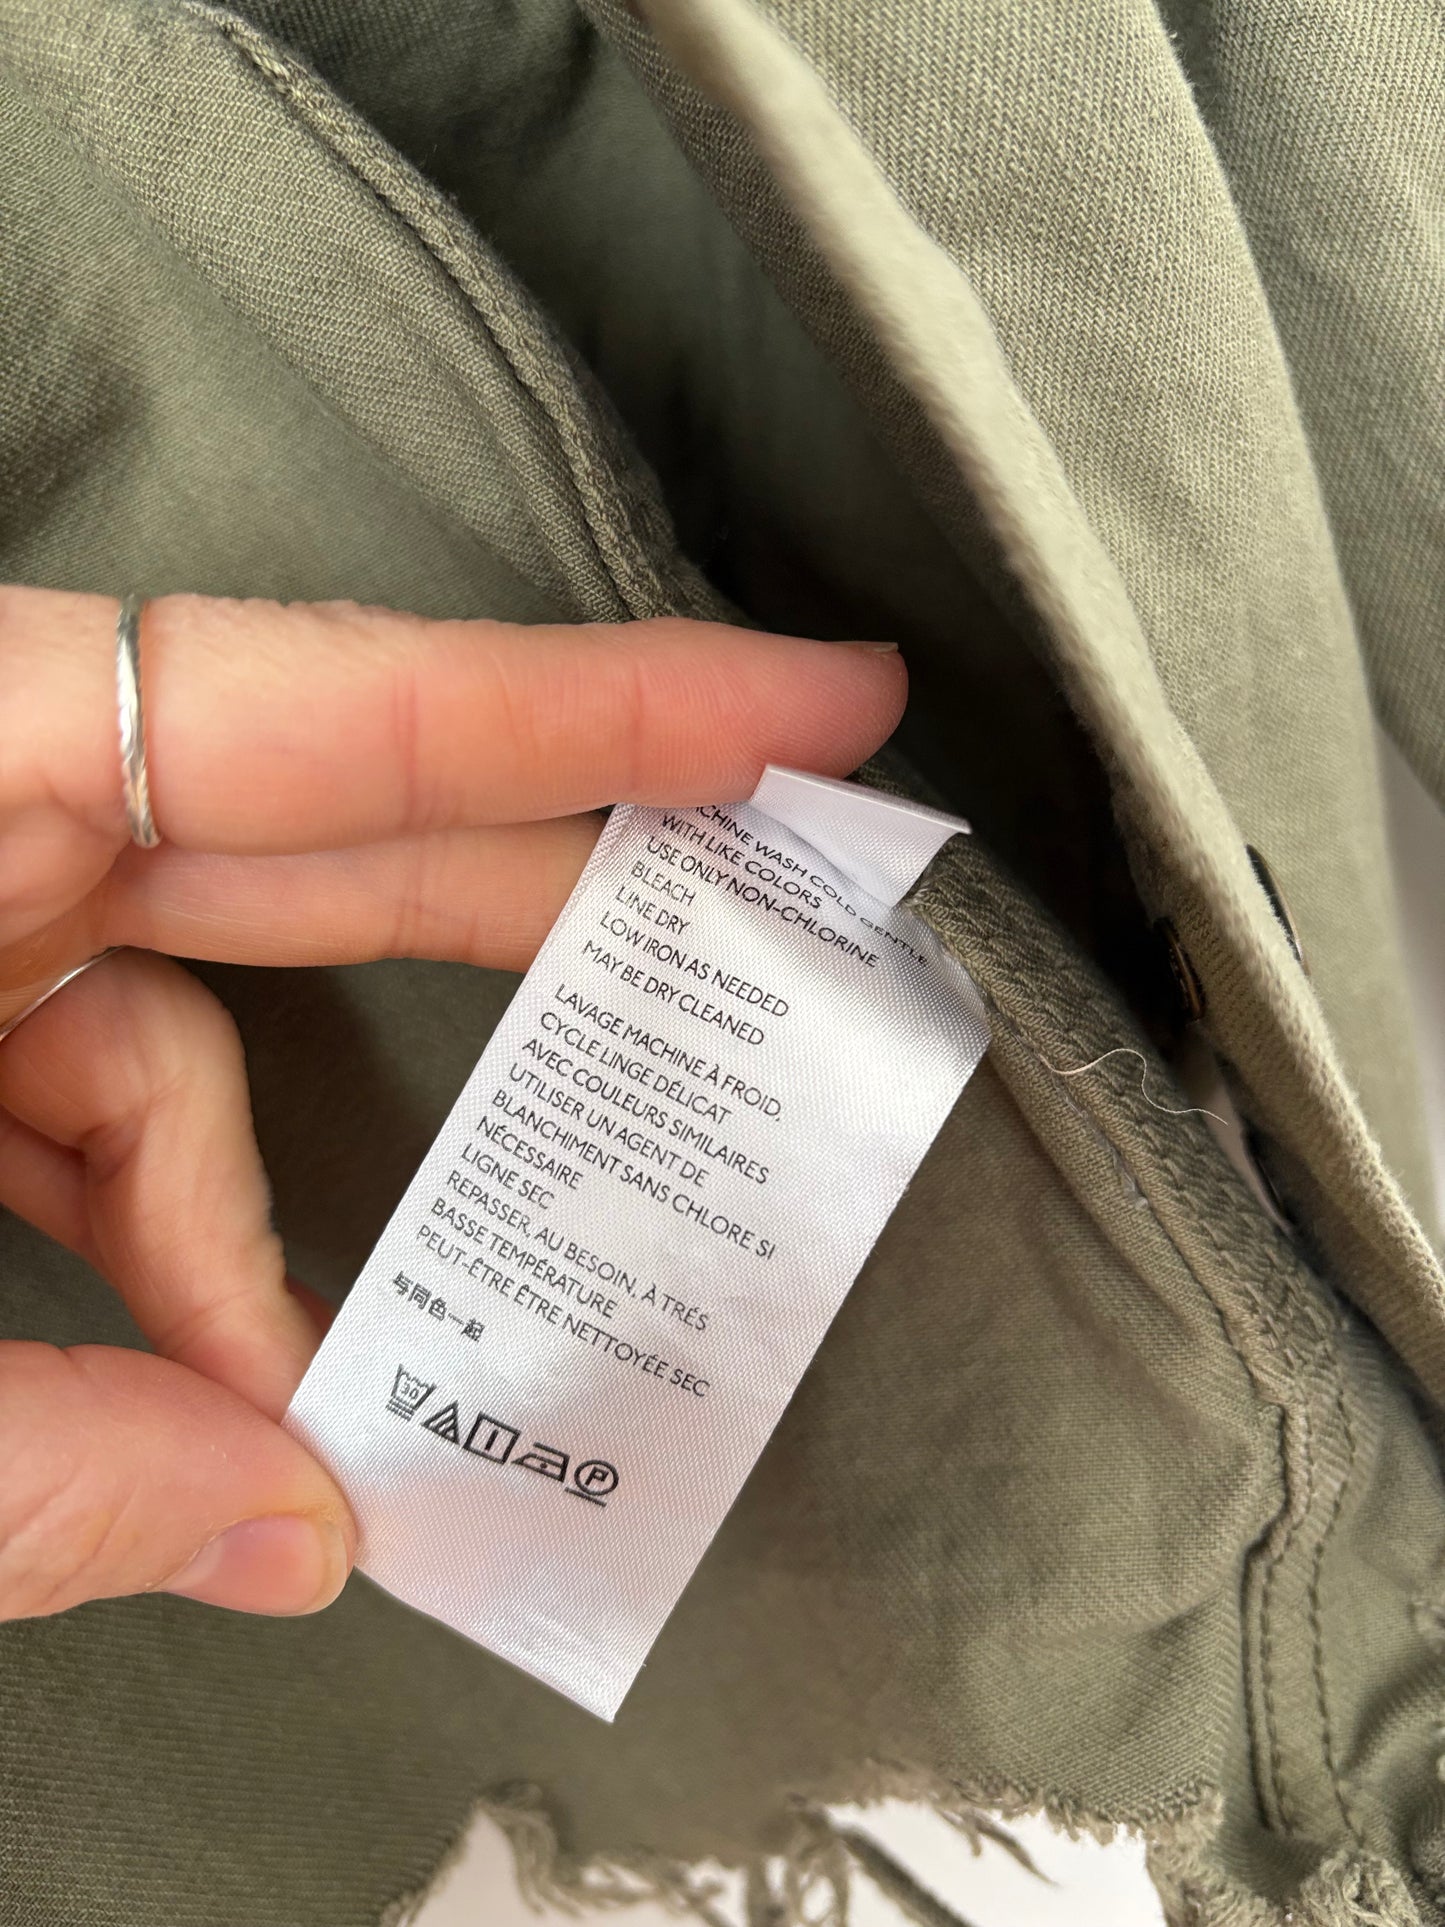 MACHINE WASH COLD GENTLE
WITH LIKE COLORS
USE ONLY NON-CHLORINE
BLEACH
LINE DRY
LOW IRON AS NEEDED
MAY BE DRY CLEANED
LAVAGE MACHINE À FROID,
CYCLE LINGE DÉLICAT
AVEC COULEURS SIMILAIRES
UTILISER UN AGENT DE
BLANCHIMENT SANS CHLORE SI
NÉCESSAIRE
LIGNE SEC
REPASSER, AU BESOIN, À TRÉS
BASSE TEMPÉRATURE
PEUT-ÊTRE ÊTRE NETTOYÉE SEC
与同色一起
30 P